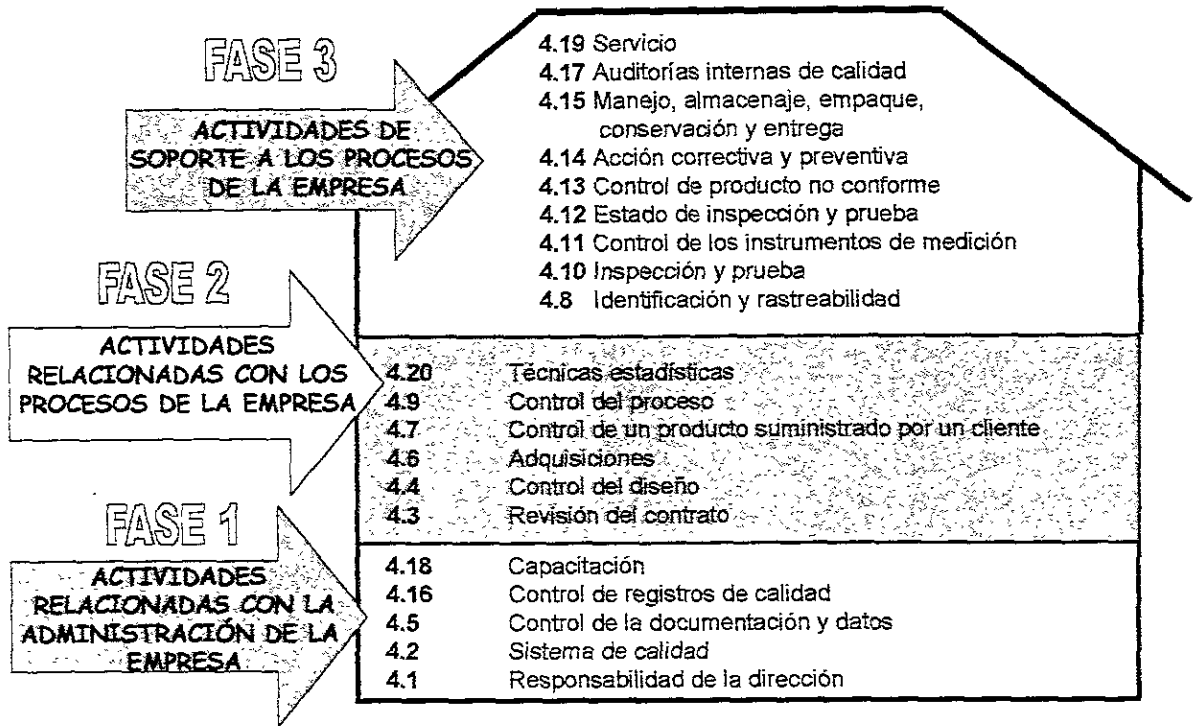 FASE 3
ACTIVIDADES DE
SOPORTE A LOS PROCESOS
DE LA EMPRESA
4.19 Servicio
4.17 Auditorías internas de calidad
4.15 Manejo, almacenaje, empaque,
conservación y entrega
4.14 Acción correctiva y preventiva
4.13 Control de producto no conforme
4.12 Estado de inspección y prueba
4.11 Control de los instrumentos de medición
4.10 Inspección y prueba
4.8 Identificación y rastreabilidad
FASE 2
ACTIVIDADES
RELACIONADAS CON LOS
PROCESOS DE LA EMPRESA
4.20 Técnicas estadísticas
4.9 Control del proceso
4.7 Control de un producto suministrado por un cliente
4.6 Adquisiciones
4.4 Control del diseño
4.3 Revisión del contrato
FASE 1
ACTIVIDADES
RELACIONADAS CON LA
ADMINISTRACIÓN DE LA
EMPRESA
4.18 Capacitación
4.16 Control de registros de calidad
4.5 Control de la documentación y datos
4.2 Sistema de calidad
4.1 Responsabilidad de la dirección